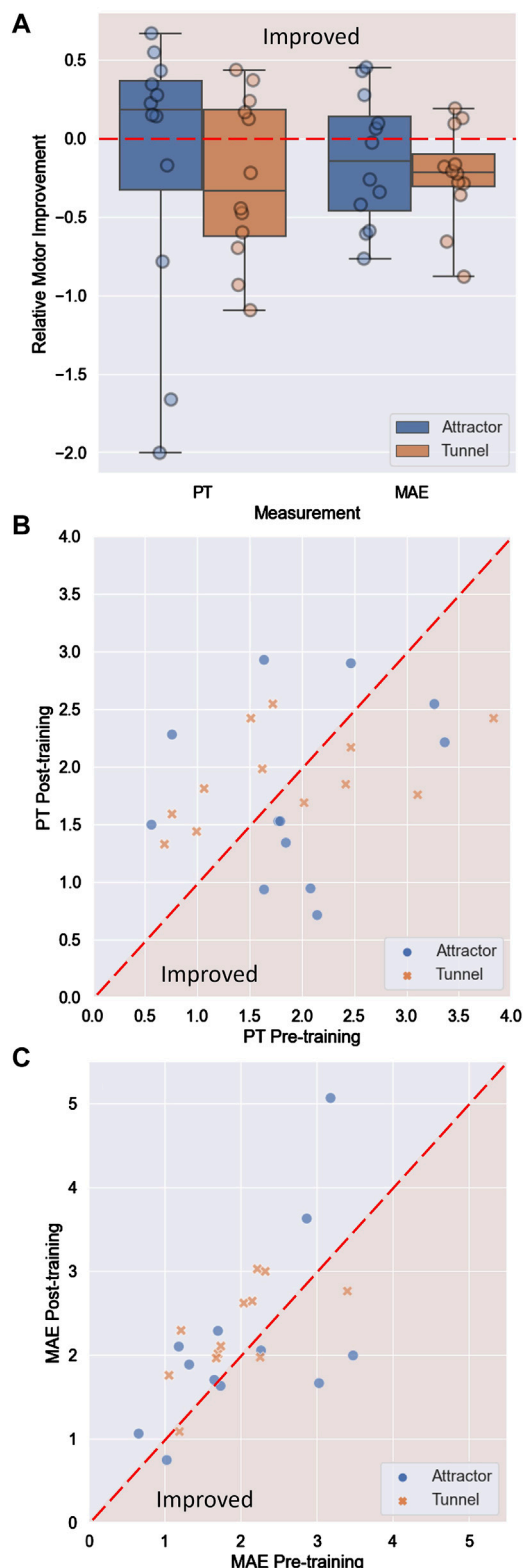 A
Improved
0.5
0.0
−0.5
−1.0
−1.5
−2.0
Relative Motor Improvement
Attractor
Tunnel
PT
MAE
Measurement
B
4.0
3.5
3.0
2.5
2.0
1.5
1.0
0.5
0.0
PT Post-training
Improved
Attractor
Tunnel
0.0 0.5 1.0 1.5 2.0 2.5 3.0 3.5 4.0
PT Pre-training
C
5
4
3
2
1
0
MAE Post-training
Improved
Attractor
Tunnel
0 1 2 3 4 5
MAE Pre-training